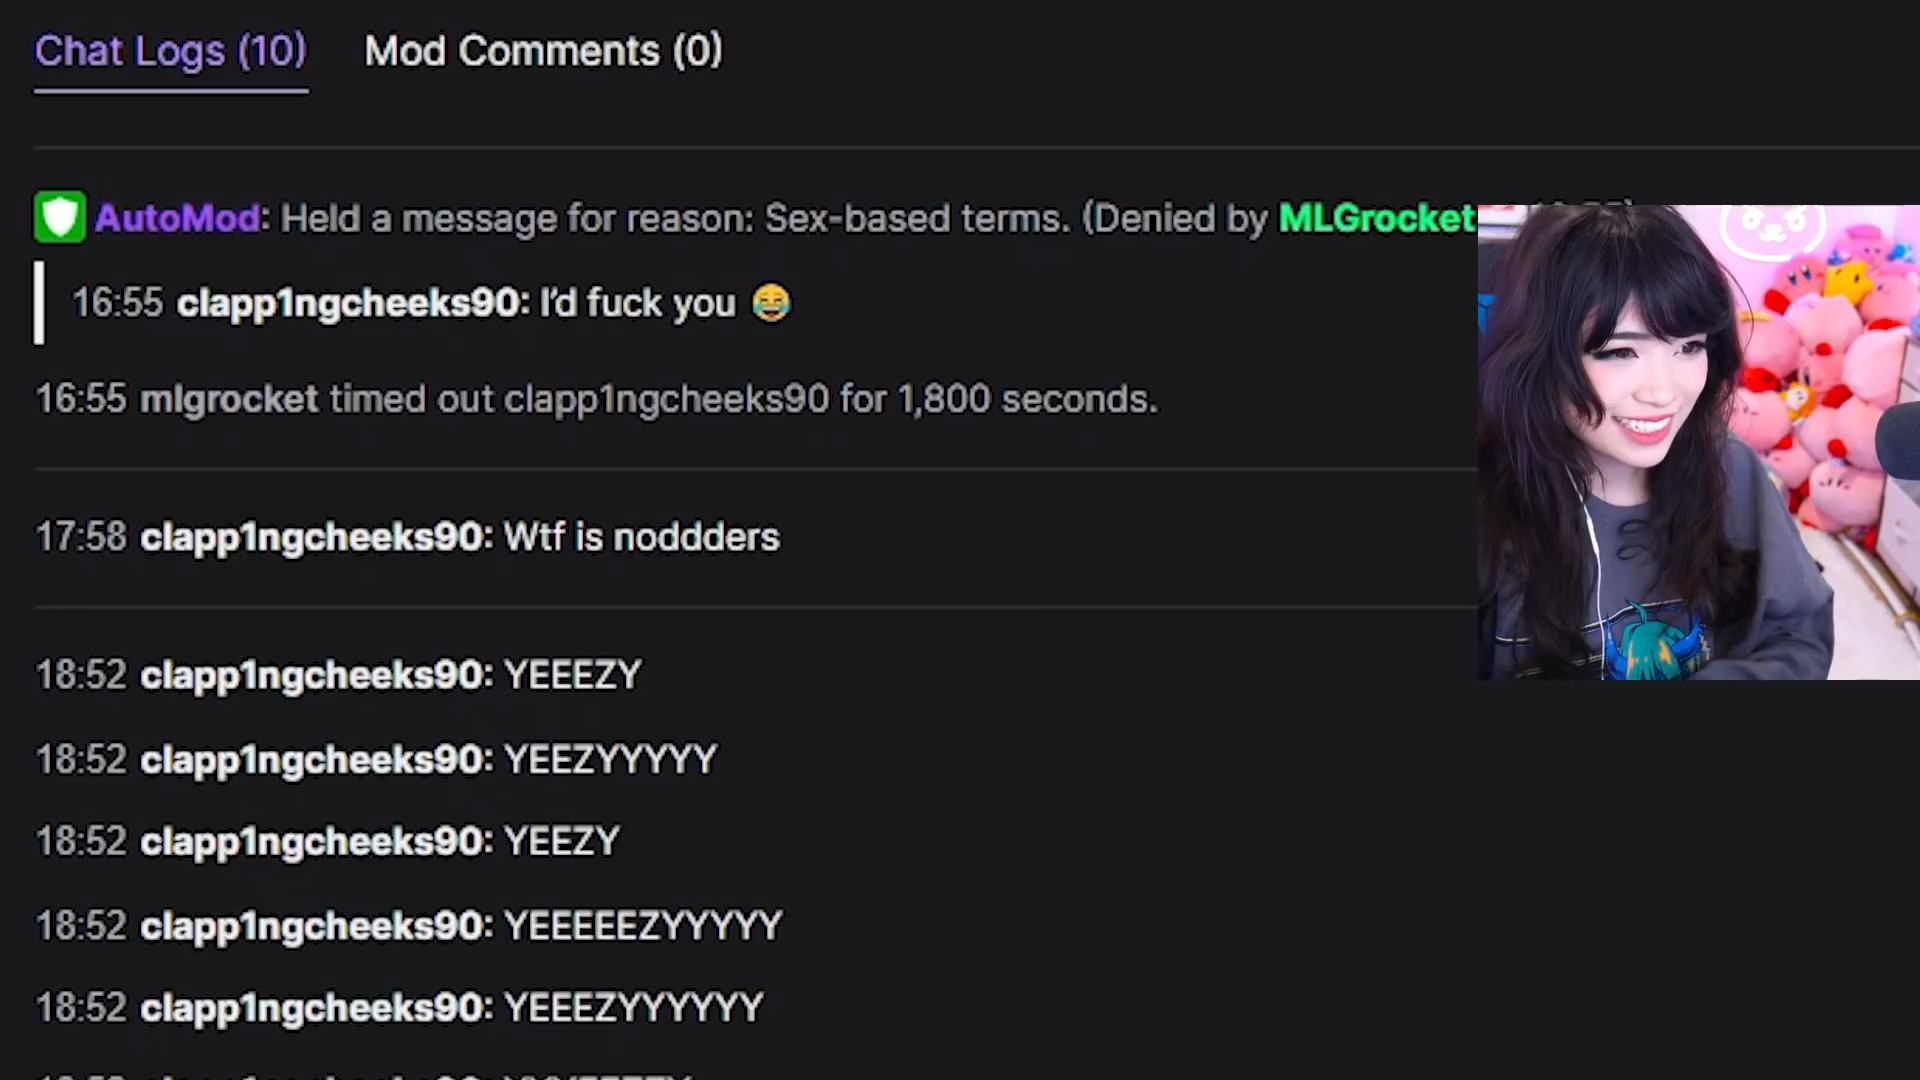 Chat Logs (10) Mod Comments (0)
AutoMod: Held a message for reason: Sex-based terms. (Denied by MLGrocket
16:55 clapp1ngcheeks90: I'd fuck you 😂
16:55 mlgrocket timed out clapp1ngcheeks90 for 1,800 seconds.
17:58 clapp1ngcheeks90: Wtf is noddders
18:52 clapp1ngcheeks90: YEEEZY
18:52 clapp1ngcheeks90: YEEZYYYYY
18:52 clapp1ngcheeks90: YEEZY
18:52 clapp1ngcheeks90: YEEEEEZYYYYY
18:52 clapp1ngcheeks90: YEEEZYYYYYY